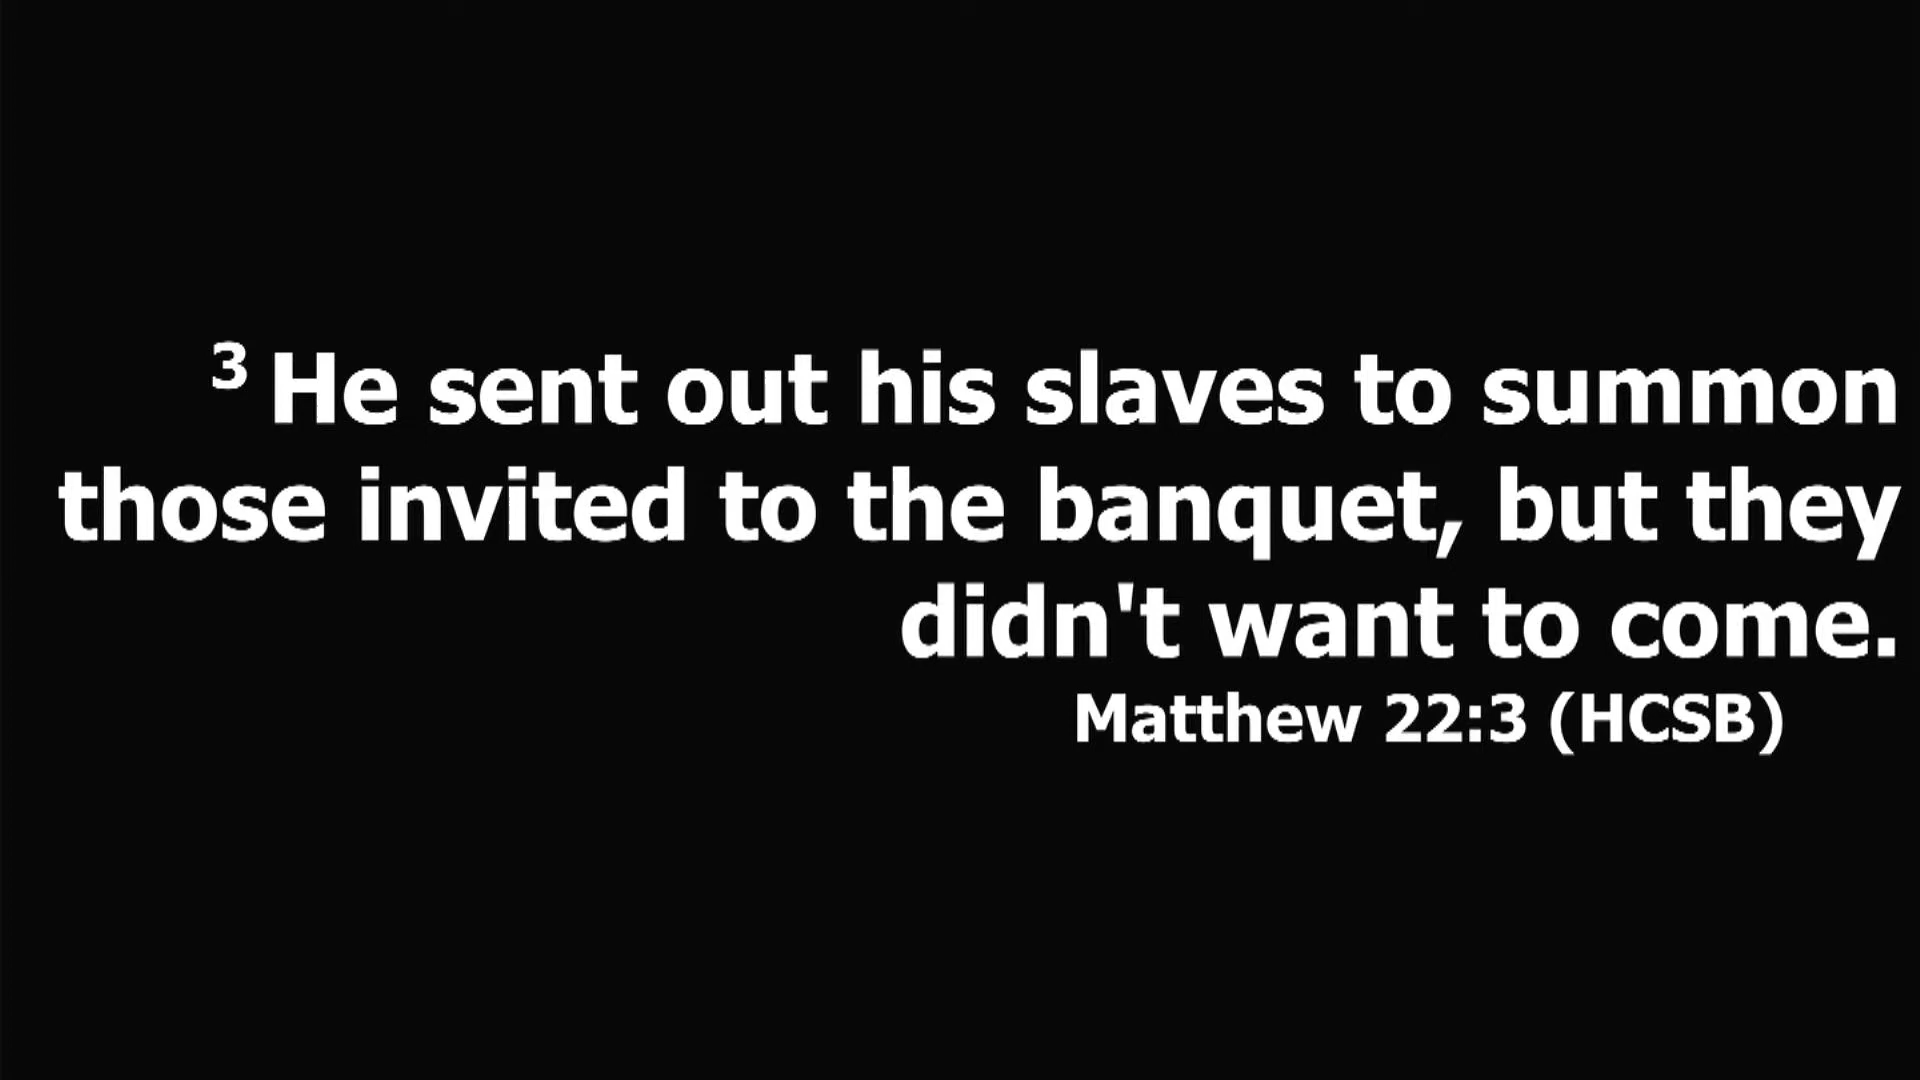 3 He sent out his slaves to summon
those invited to the banquet, but they
didn't want to come.
Matthew 22:3 (HCSB)